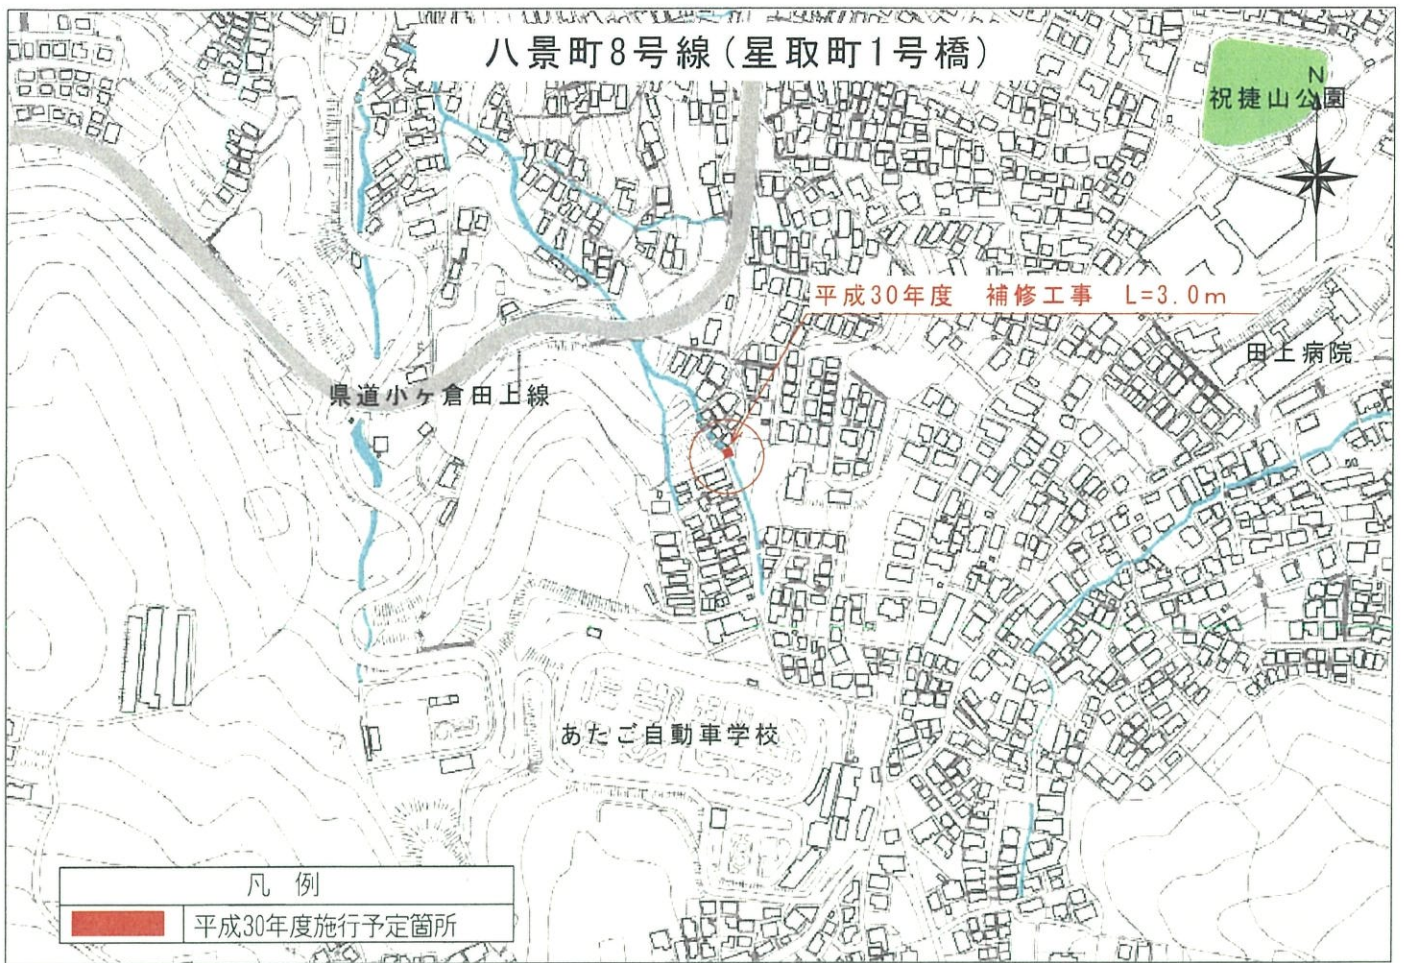 八景町8号線(星取町1号橋)
N
祝捷山公園
平成30年度 補修工事 L=3.0m
田上病院
県道小ヶ倉田上線
あたご自動車学校
凡例
平成30年度施行予定箇所